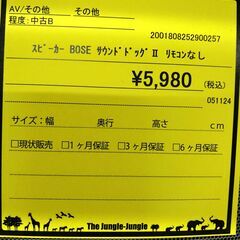 AV/その他 その他
程度:中古B
2001808252900257
ｽﾋﾟｰｶｰ BOSE ｻｳﾝﾄﾞﾄﾞｯｸﾞⅡ ﾘﾓｺﾝなし
¥5,980 (税込)
051124
サイズ:幅 奥行 高さ cm
□現状販売 □1ヶ月保証 □3ヶ月保証 □6ヶ月保証
The Jungle-Jungle